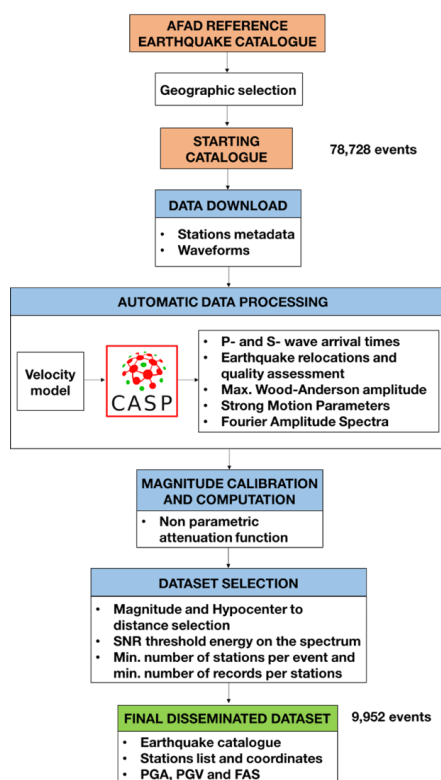 AFAD REFERENCE
EARTHQUAKE CATALOGUE
Geographic selection
STARTING
CATALOGUE
78,728 events
DATA DOWNLOAD
• Stations metadata
• Waveforms
AUTOMATIC DATA PROCESSING
Velocity
model
CASP
• P- and S- wave arrival times
• Earthquake relocations and
quality assessment
• Max. Wood-Anderson amplitude
• Strong Motion Parameters
• Fourier Amplitude Spectra
MAGNITUDE CALIBRATION
AND COMPUTATION
• Non parametric
attenuation function
DATASET SELECTION
• Magnitude and Hypocenter to
distance selection
• SNR threshold energy on the spectrum
• Min. number of stations per event and
min. number of records per stations
FINAL DISSEMINATED DATASET
9,952 events
• Earthquake catalogue
• Stations list and coordinates
• PGA, PGV and FAS